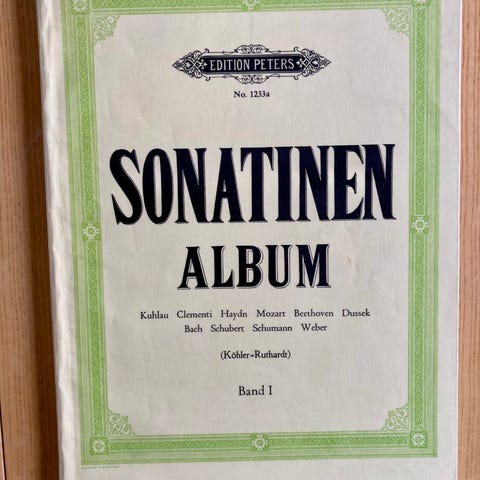 EDITION PETERS
No. 1233a
SONATINEN
ALBUM
Kuhlau Clementi Haydn Mozart Beethoven Dussek
Bach Schubert Schumann Weber
(Köhler=Ruthardt)
Band I